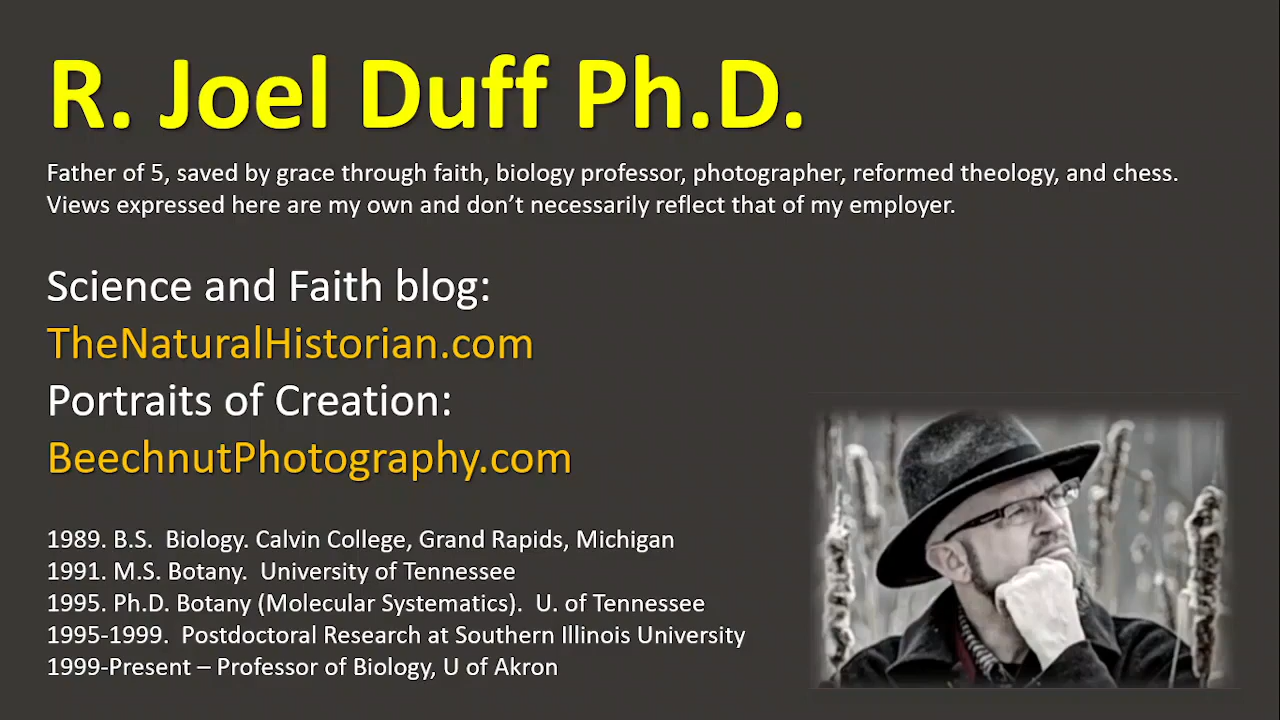 R. Joel Duff Ph.D.
Father of 5, saved by grace through faith, biology professor, photographer, reformed theology, and chess.
Views expressed here are my own and don’t necessarily reflect that of my employer.
Science and Faith blog:
TheNaturalHistorian.com
Portraits of Creation:
BeechnutPhotography.com
1989. B.S.  Biology. Calvin College, Grand Rapids, Michigan
1991. M.S. Botany.  University of Tennessee
1995. Ph.D. Botany (Molecular Systematics).  U. of Tennessee
1995-1999.  Postdoctoral Research at Southern Illinois University
1999-Present – Professor of Biology, U of Akron